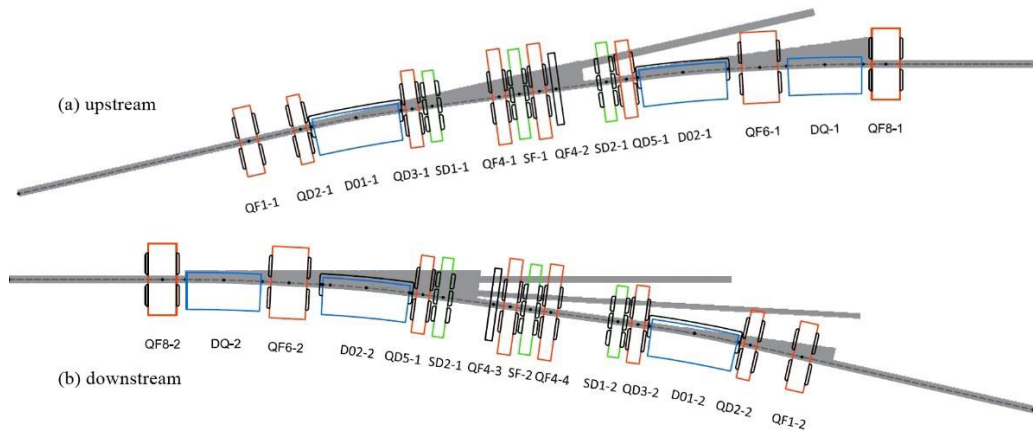 (a) upstream
QF1-1
QD2-1
D01-1
QD3-1
SD1-1
QF4-1
SF-1
QF4-2
SD2-1
QD5-1
D02-1
QF6-1
DQ-1
QF8-1
QF8-2
DQ-2
QF6-2
D02-2
QD5-1
SD2-1
QF4-3
SF-2
QF4-4
SD1-2
QD3-2
D01-2
QD2-2
QF1-2
(b) downstream